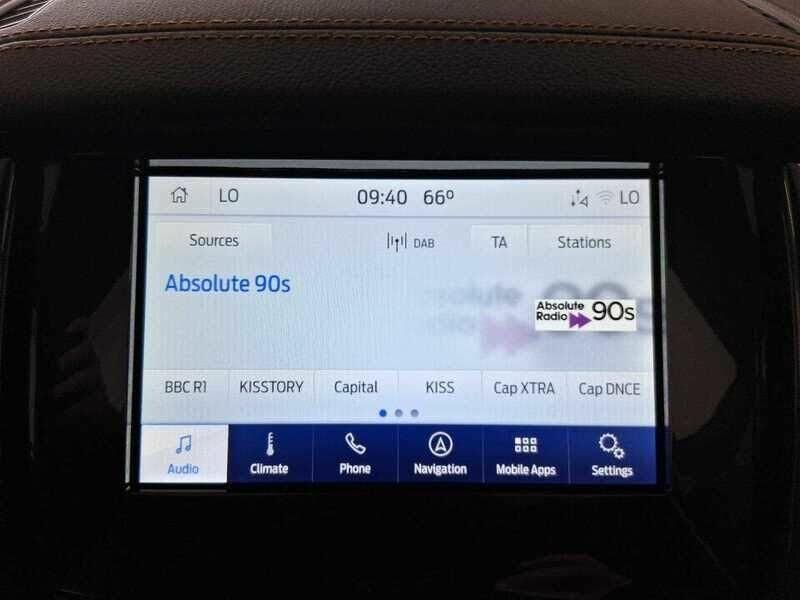 LO 09:40 66º LO
Sources DAB TA Stations
Absolute 90s
Absolute
Radio 90s
BBC R1 KISSTORY Capital KISS Cap XTRA Cap DNCE
Audio Climate Phone Navigation Mobile Apps Settings